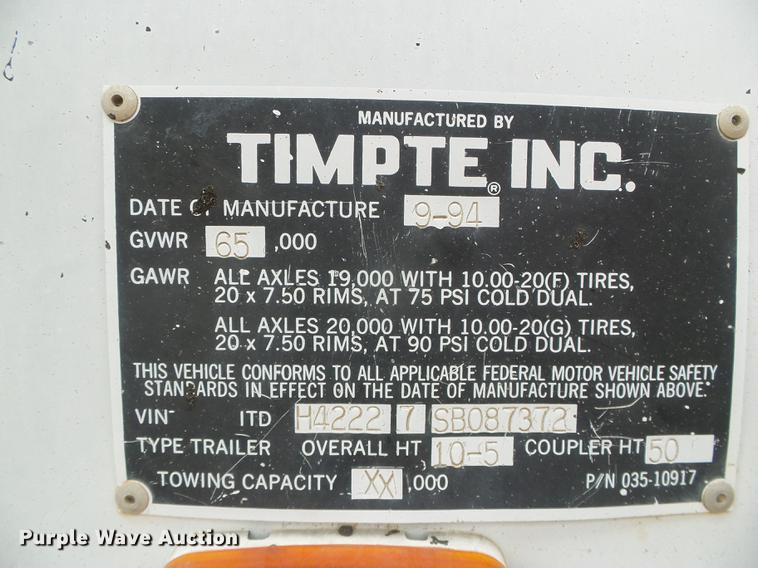 MANUFACTURED BY
TIMPTE® INC.
DATE OF MANUFACTURE 9-94
GVWR 65 ,000
GAWR ALL AXLES 19,000 WITH 10.00-20(F) TIRES,
20 x 7.50 RIMS, AT 75 PSI COLD DUAL.
ALL AXLES 20,000 WITH 10.00-20(G) TIRES,
20 x 7.50 RIMS, AT 90 PSI COLD DUAL.
THIS VEHICLE CONFORMS TO ALL APPLICABLE FEDERAL MOTOR VEHICLE SAFETY
STANDARDS IN EFFECT ON THE DATE OF MANUFACTURE SHOWN ABOVE.
VIN- 1TD H4222 7 SB087372
TYPE TRAILER OVERALL HT 10-5 COUPLER HT 50
TOWING CAPACITY XX ,000 P/N 035-10917
Purple Wave Auction